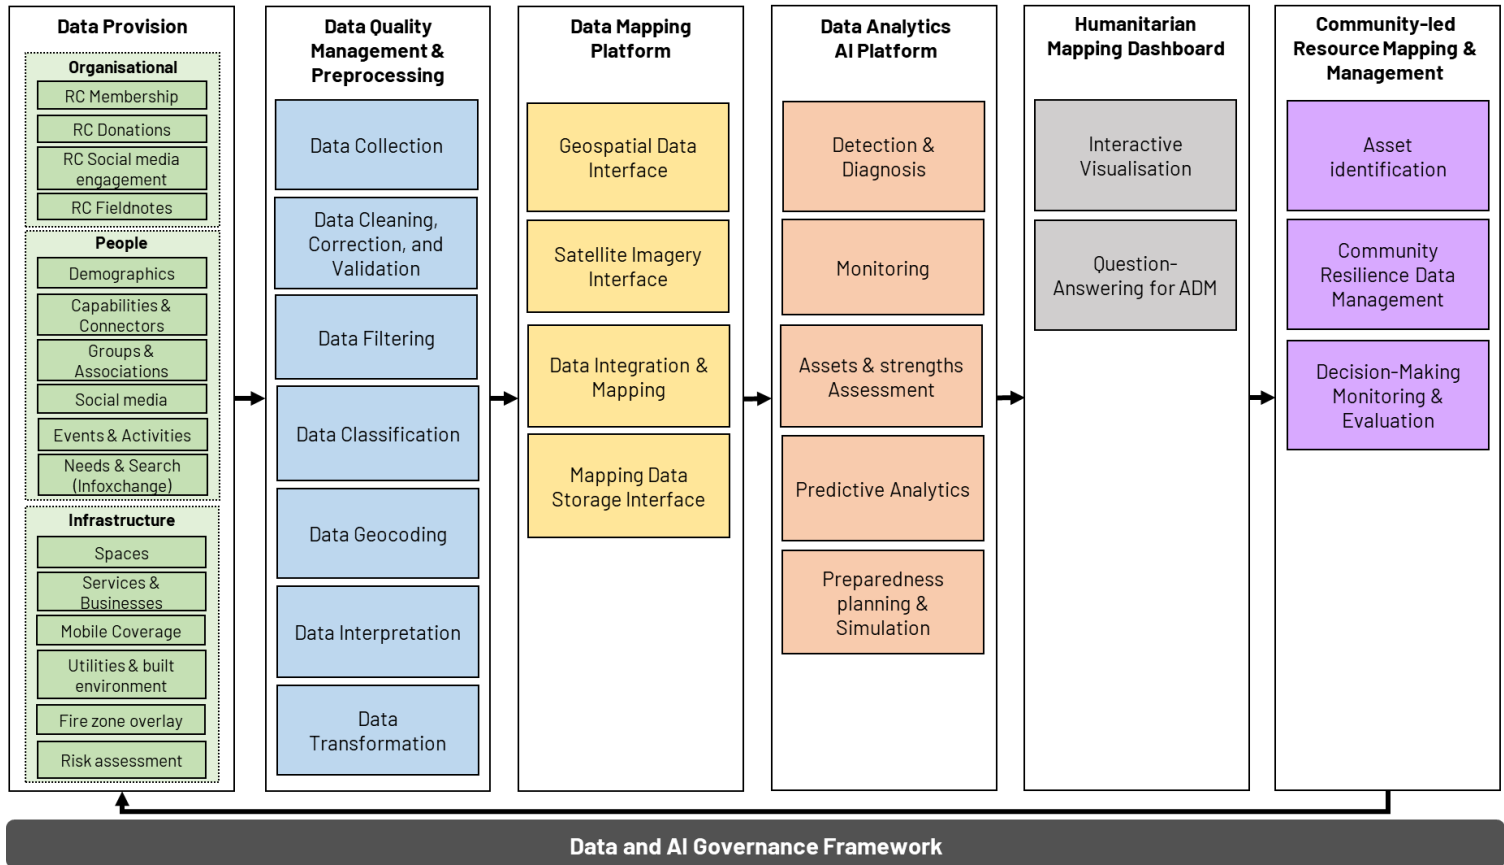 Data Provision
Organisational
RC Membership
RC Donations
RC Social media
engagement
RC Fieldnotes
People
Demographics
Capabilities &
Connectors
Groups &
Associations
Social media
Events & Activities
Needs & Search
(Infoxchange)
Infrastructure
Spaces
Services &
Businesses
Mobile Coverage
Utilities & built
environment
Fire zone overlay
Risk assessment
Data Quality
Management &
Preprocessing
Data Collection
Data Cleaning,
Correction, and
Validation
Data Filtering
Data Classification
Data Geocoding
Data Interpretation
Data
Transformation
Data Mapping
Platform
Geospatial Data
Interface
Satellite Imagery
Interface
Data Integration &
Mapping
Mapping Data
Storage Interface
Data Analytics
AI Platform
Detection &
Diagnosis
Monitoring
Assets & strengths
Assessment
Predictive Analytics
Preparedness
planning &
Simulation
Humanitarian
Mapping Dashboard
Interactive
Visualisation
Question-
Answering for ADM
Community-led
Resource Mapping &
Management
Asset
identification
Community
Resilience Data
Management
Decision-Making
Monitoring &
Evaluation
Data and AI Governance Framework